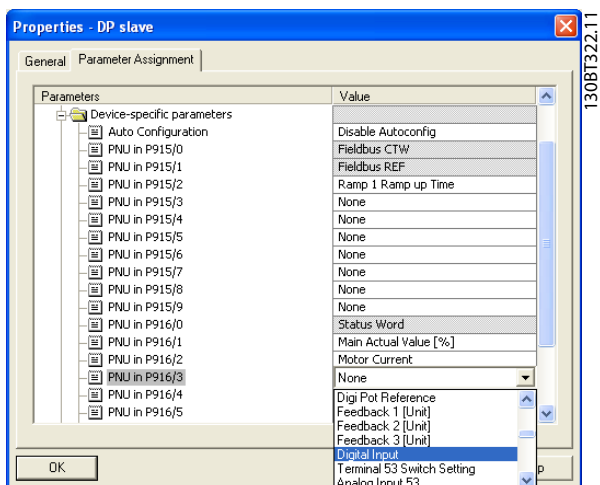 Properties - DP slave
General Parameter Assignment
Parameters Value
Device-specific parameters
Auto Configuration Disable Autoconfig
PNU in P915/0 Fieldbus CTW
PNU in P915/1 Fieldbus REF
PNU in P915/2 Ramp 1 Ramp up Time
PNU in P915/3 None
PNU in P915/4 None
PNU in P915/5 None
PNU in P915/6 None
PNU in P915/7 None
PNU in P915/8 None
PNU in P915/9 None
PNU in P916/0 Status Word
PNU in P916/1 Main Actual Value [%]
PNU in P916/2 Motor Current
PNU in P916/3 None
PNU in P916/4 Digi Pot Reference
PNU in P916/5 Feedback 1 [Unit]
Feedback 2 [Unit]
Feedback 3 [Unit]
Digital Input
OK Terminal 53 Switch Setting p
Analog Input 53
130BT322.11